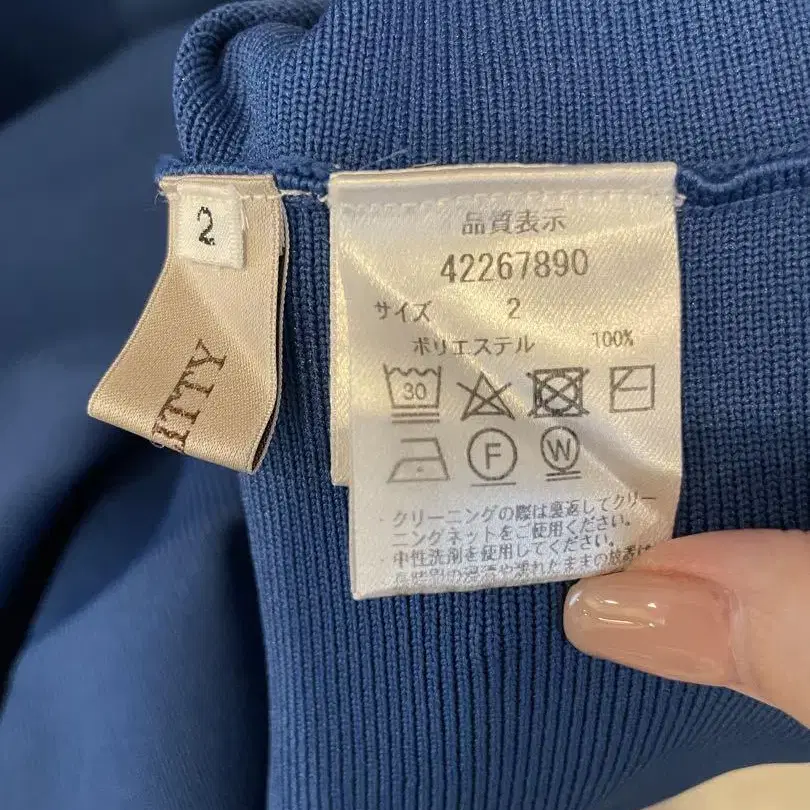 2
ITTY
品質表示
42267890
サイズ 2
ポリエステル 100%
30
F
W
・クリーニングの際は裏返してクリー
ニングネットをご使用ください。
・中性洗剤を使用してください。